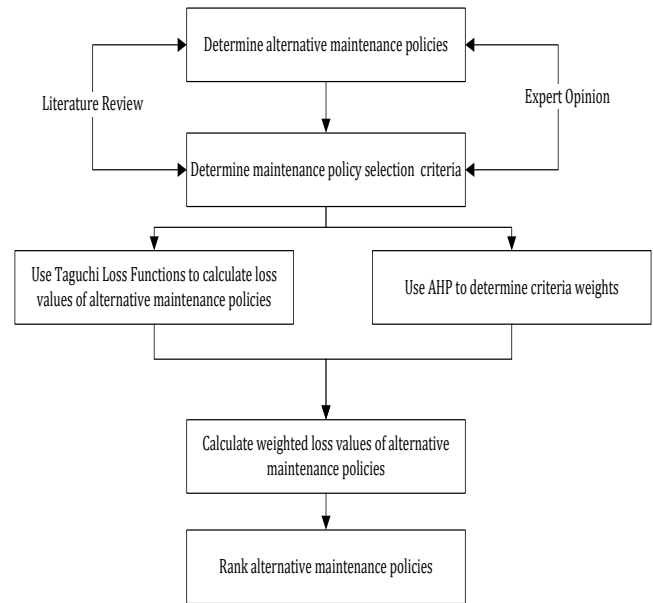 Determine alternative maintenance policies
Literature Review
Expert Opinion
Determine maintenance policy selection criteria
Use Taguchi Loss Functions to calculate loss
values of alternative maintenance policies
Use AHP to determine criteria weights
Calculate weighted loss values of alternative
maintenance policies
Rank alternative maintenance policies